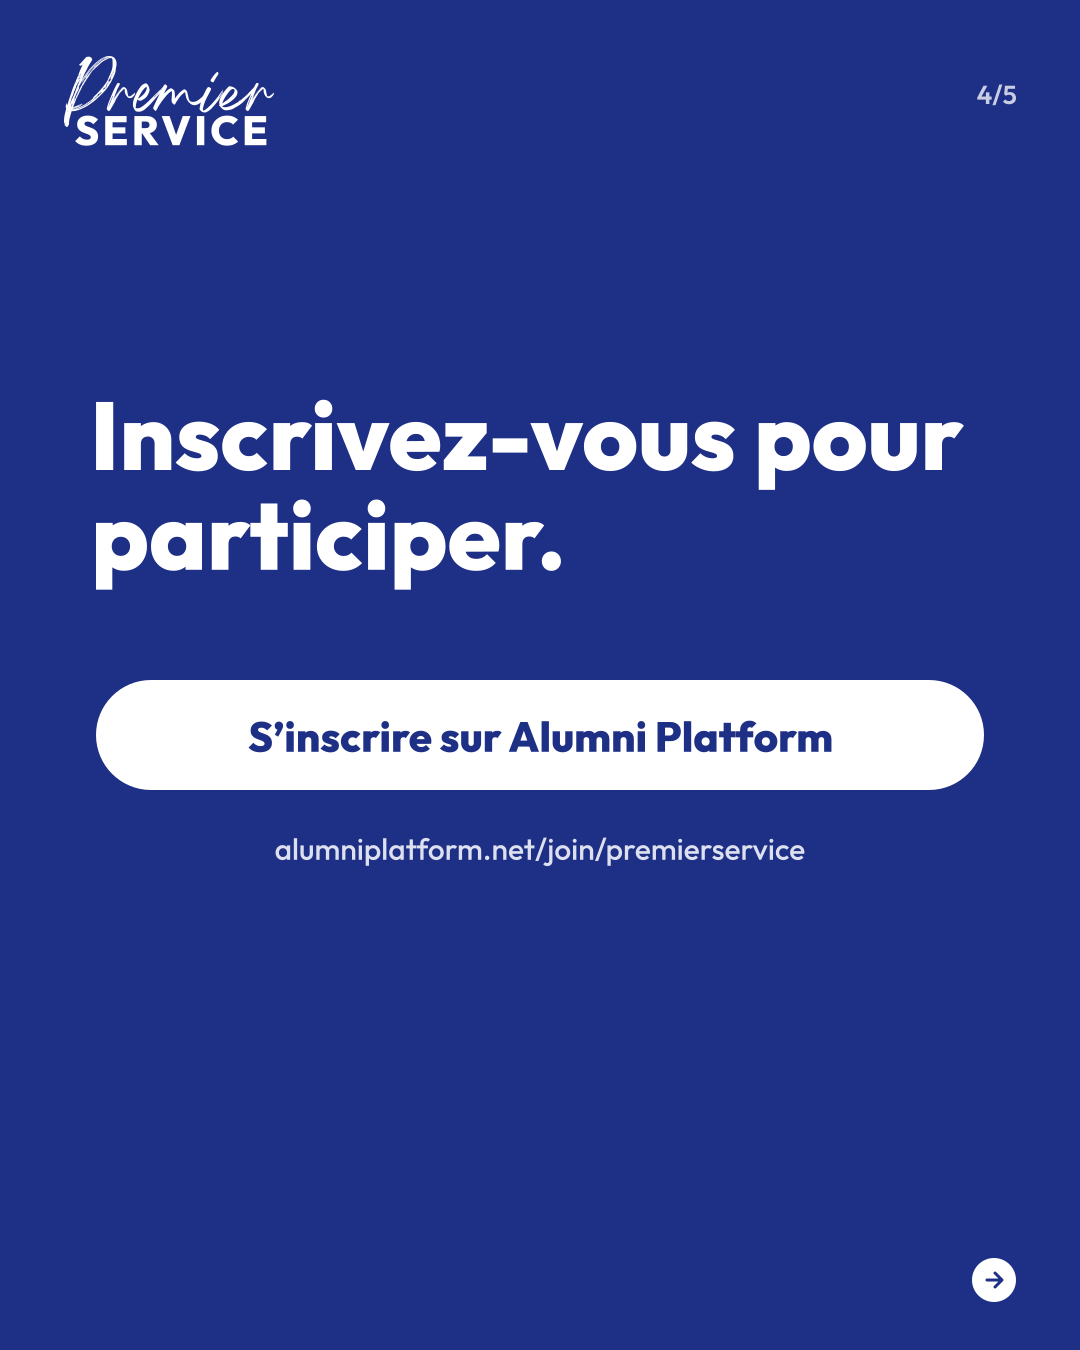 Premier
SERVICE
4/5
Inscrivez-vous pour
participer.
S’inscrire sur Alumni Platform
alumniplatform.net/join/premierservice